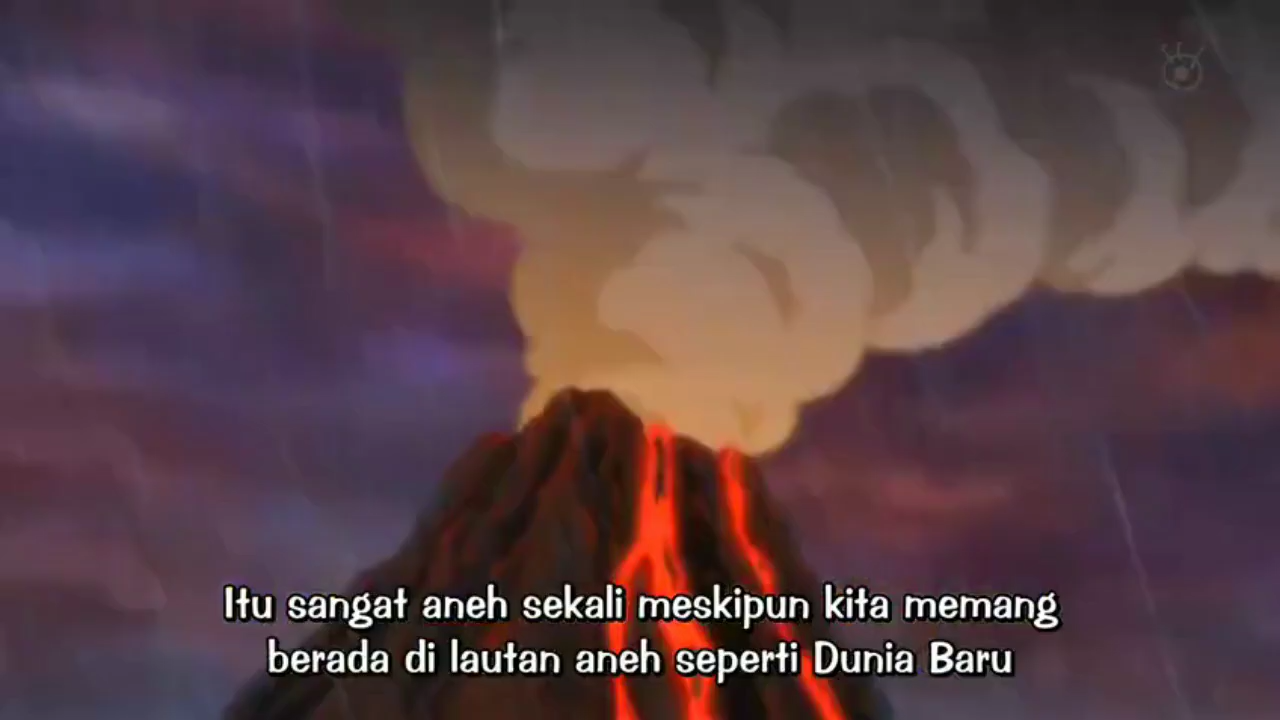 Itu sangat aneh sekali meskipun kita memang
berada di lautan aneh seperti Dunia Baru